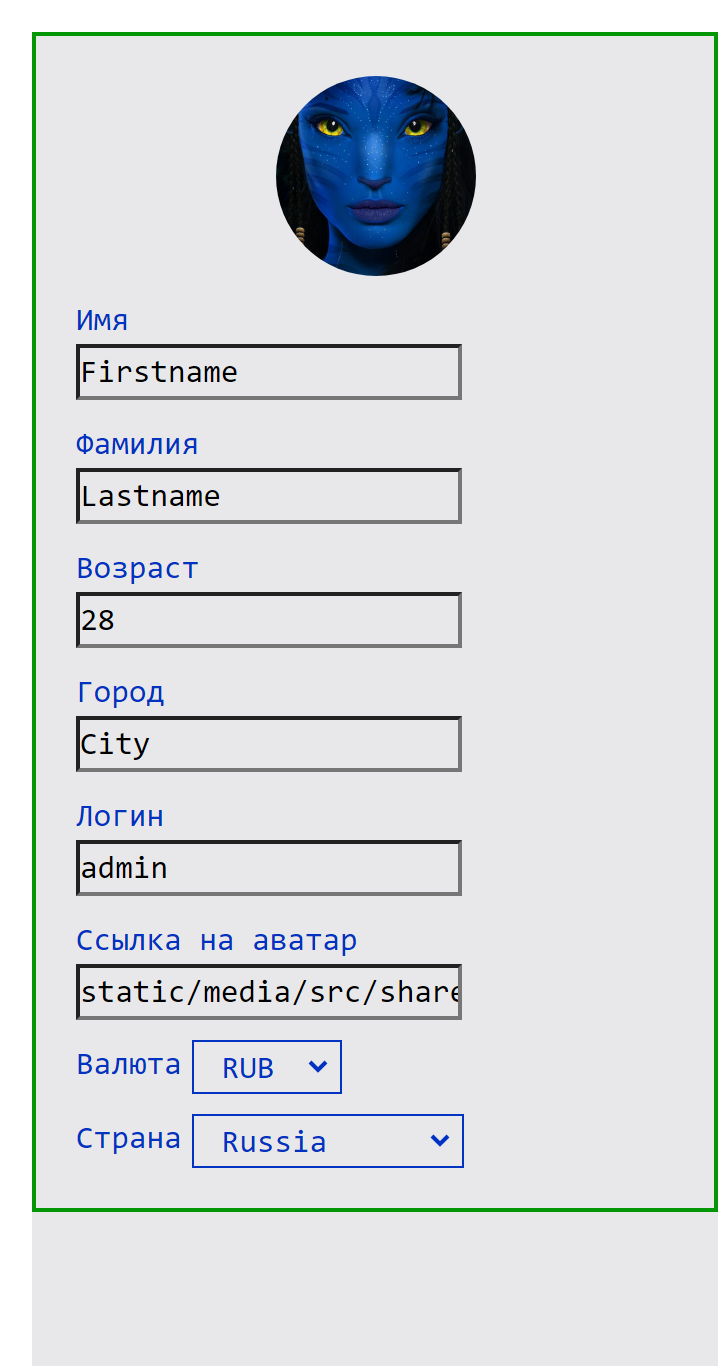 Имя
Firstname
Фамилия
Lastname
Возраст
28
Город
City
Логин
admin
Ссылка на аватар
static/media/src/share
Валюта RUB
Страна Russia